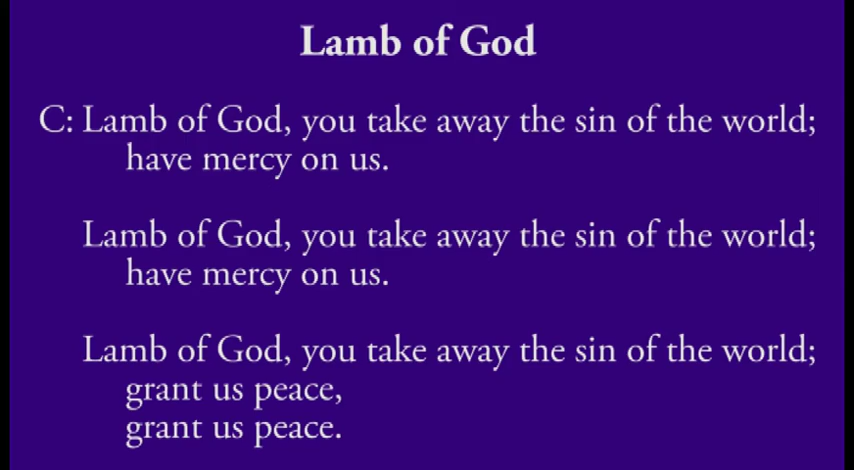 Lamb of God
C: Lamb of God, you take away the sin of the world;
have mercy on us.
Lamb of God, you take away the sin of the world;
have mercy on us.
Lamb of God, you take away the sin of the world;
grant us peace,
grant us peace.